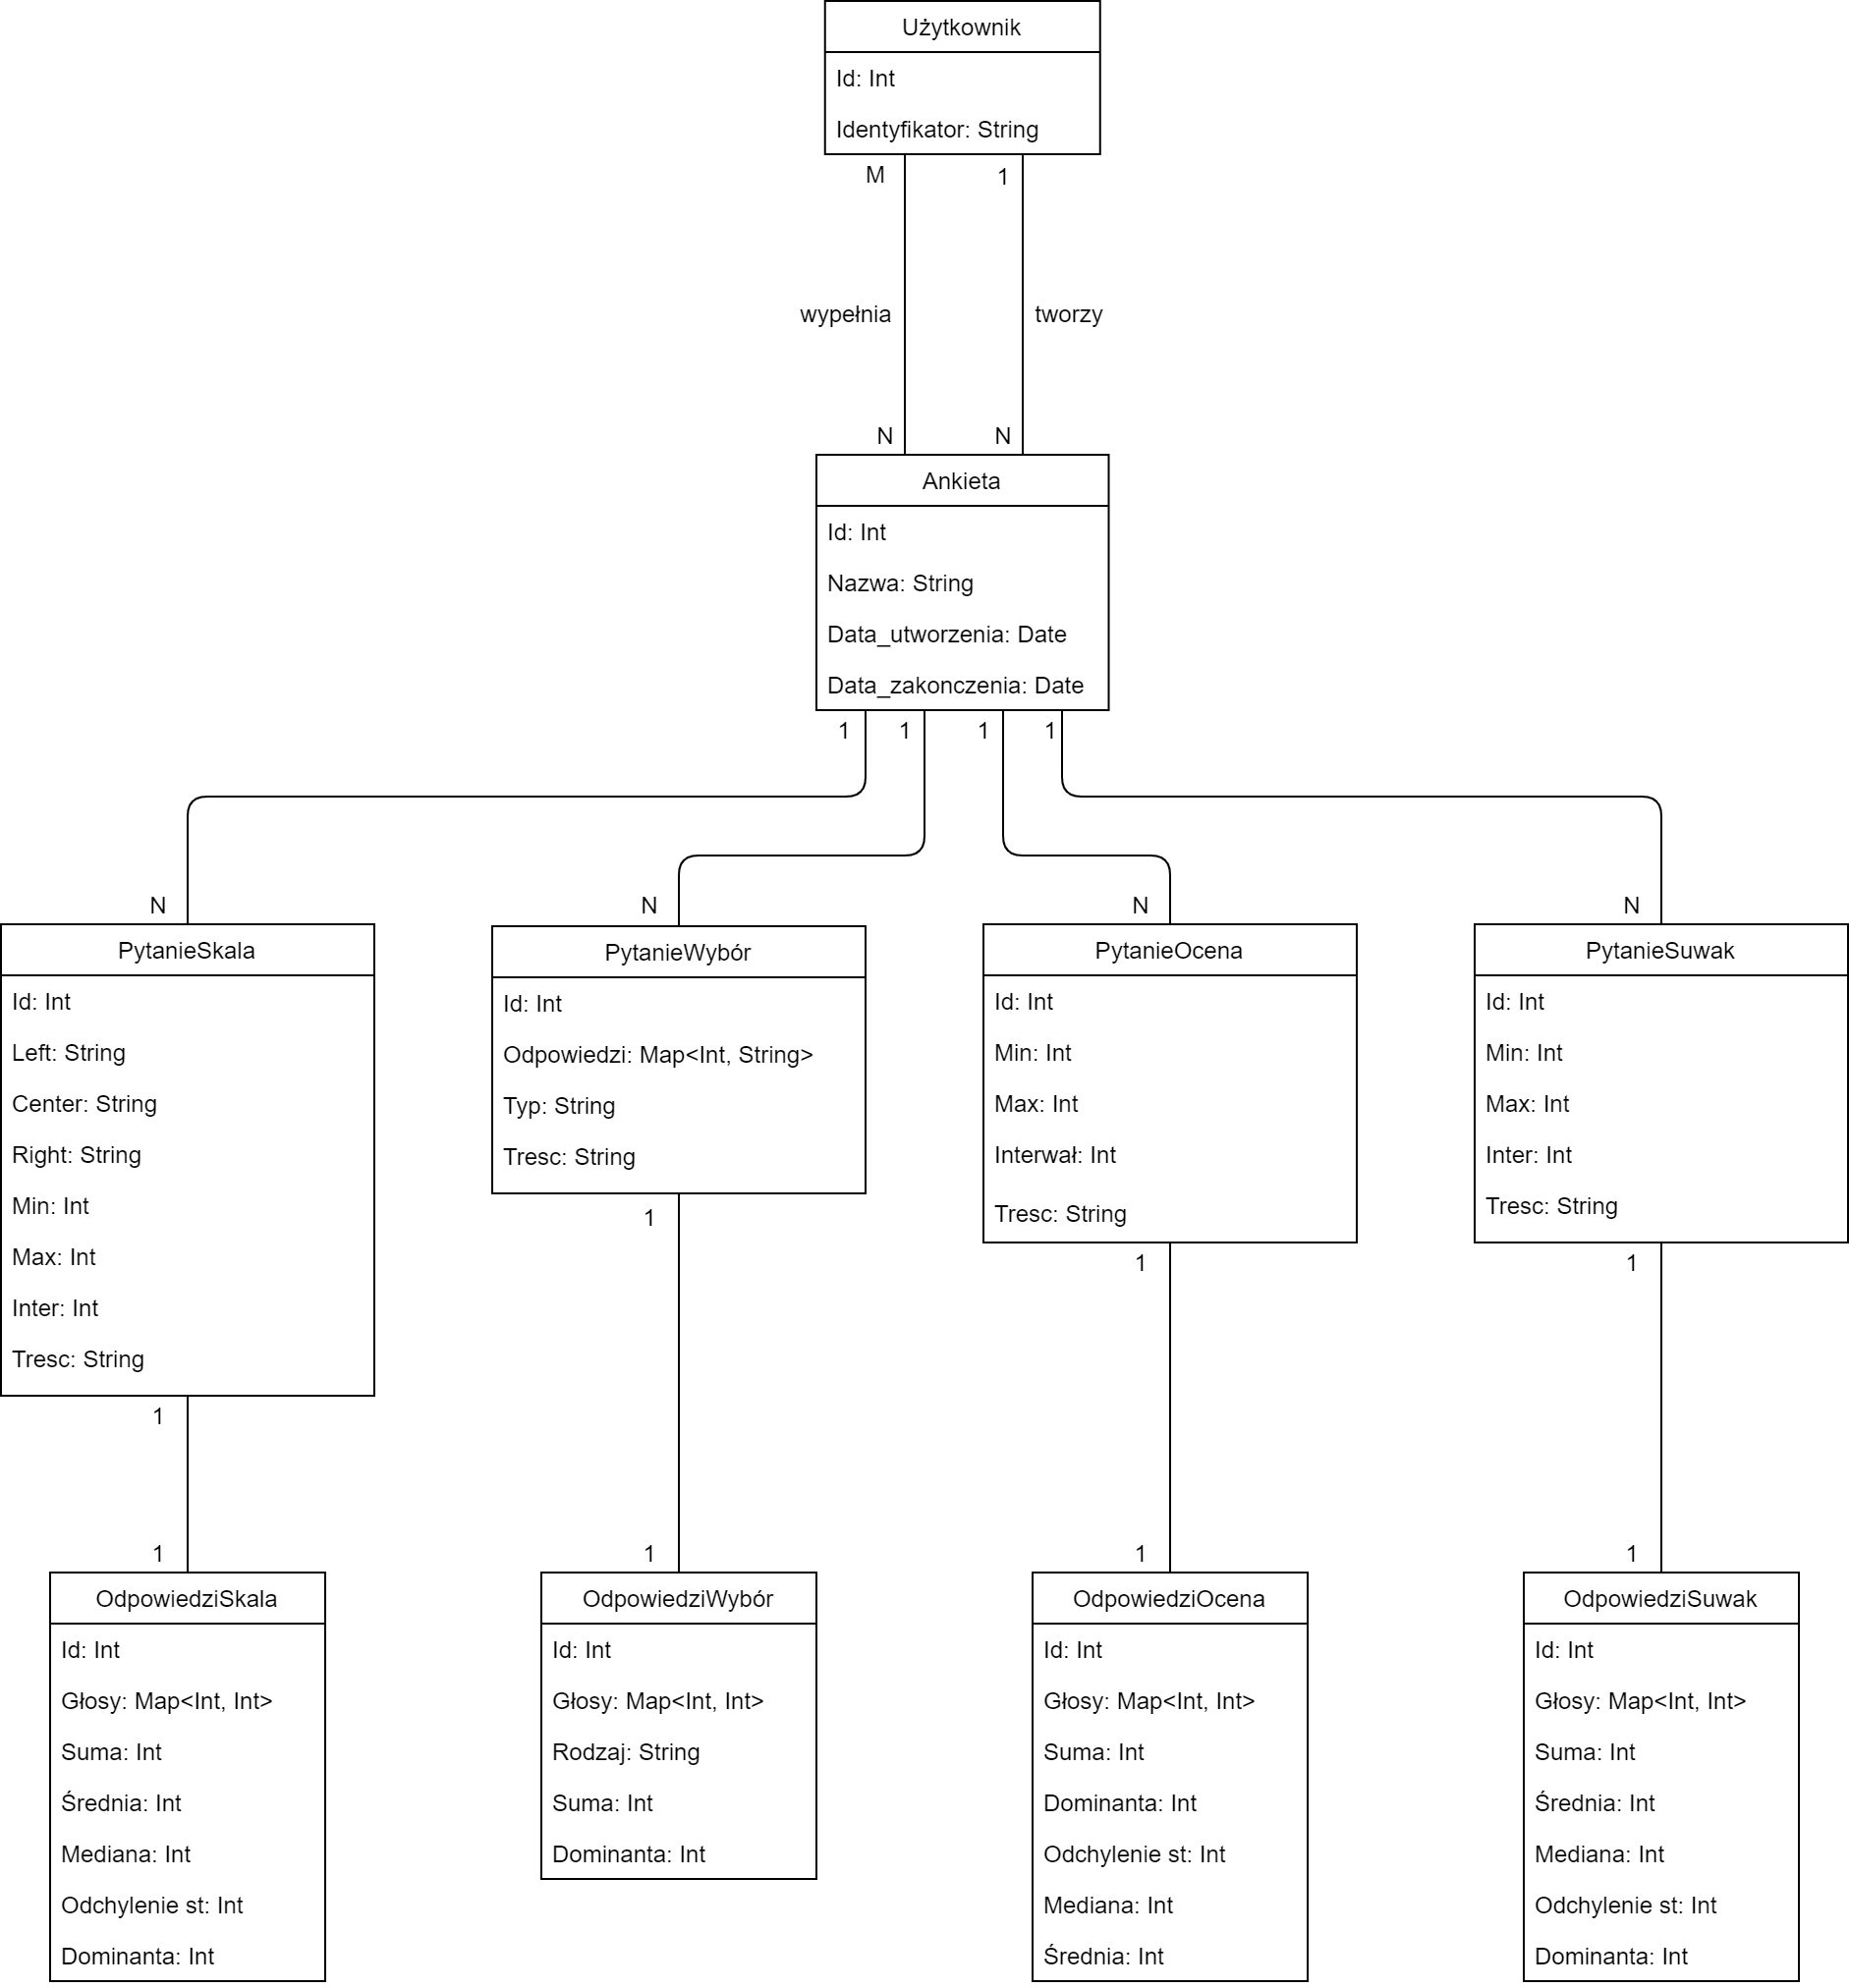 Użytkownik
Id: Int
Identyfikator: String
M
1
wypełnia
tworzy
N
N
Ankieta
Id: Int
Nazwa: String
Data_utworzenia: Date
Data_zakonczenia: Date
1
1
1
1
N
N
N
N
PytanieSkala
Id: Int
Left: String
Center: String
Right: String
Min: Int
Max: Int
Inter: Int
Tresc: String
1
PytanieWybór
Id: Int
Odpowiedzi: Map<Int, String>
Typ: String
Tresc: String
1
PytanieOcena
Id: Int
Min: Int
Max: Int
Interwał: Int
Tresc: String
1
PytanieSuwak
Id: Int
Min: Int
Max: Int
Inter: Int
Tresc: String
1
1
OdpowiedziSkala
Id: Int
Głosy: Map<Int, Int>
Suma: Int
Średnia: Int
Mediana: Int
Odchylenie st: Int
Dominanta: Int
1
OdpowiedziWybór
Id: Int
Głosy: Map<Int, Int>
Rodzaj: String
Suma: Int
Dominanta: Int
1
OdpowiedziOcena
Id: Int
Głosy: Map<Int, Int>
Suma: Int
Dominanta: Int
Odchylenie st: Int
Mediana: Int
Średnia: Int
1
OdpowiedziSuwak
Id: Int
Głosy: Map<Int, Int>
Suma: Int
Średnia: Int
Mediana: Int
Odchylenie st: Int
Dominanta: Int